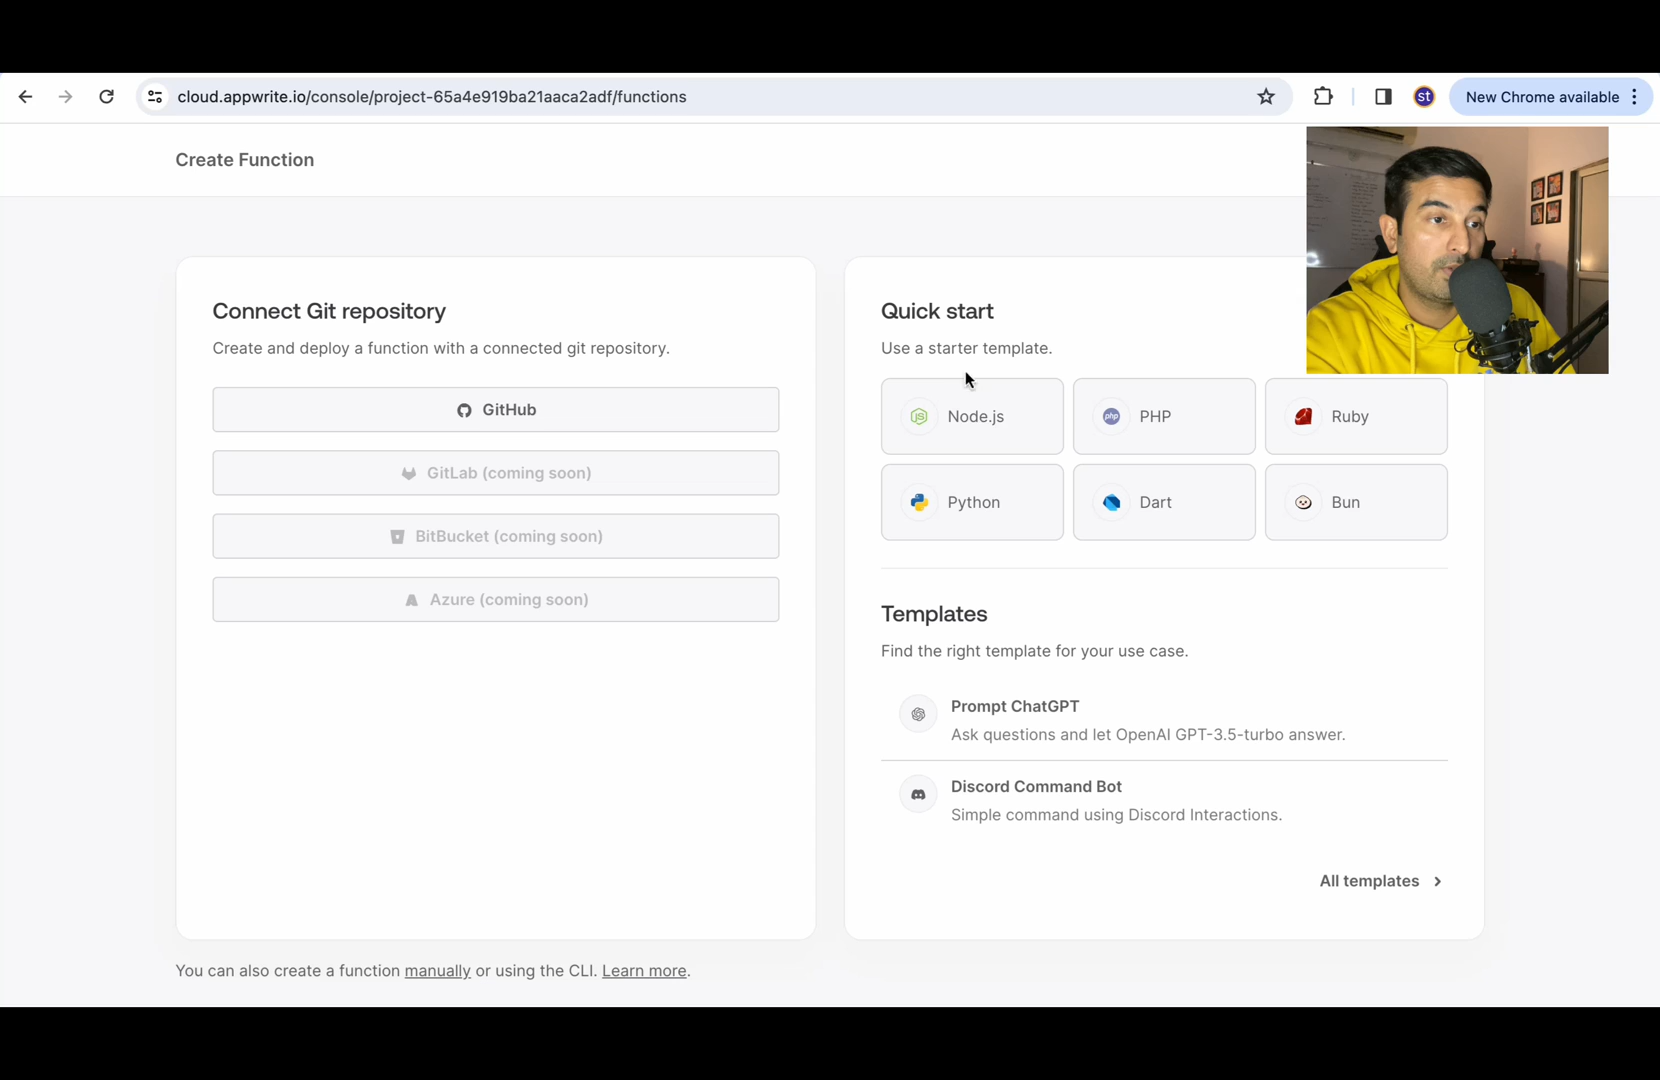 cloud.appwrite.io/console/project-65a4e919ba21aaca2adf/functions
st
New Chrome available
Create Function
Connect Git repository
Create and deploy a function with a connected git repository.
GitHub
GitLab (coming soon)
BitBucket (coming soon)
Azure (coming soon)
Quick start
Use a starter template.
Node.js
php
PHP
Ruby
Python
Dart
Bun
Templates
Find the right template for your use case.
Prompt ChatGPT
Ask questions and let OpenAI GPT-3.5-turbo answer.
Discord Command Bot
Simple command using Discord Interactions.
All templates
You can also create a function manually or using the CLI. Learn more.